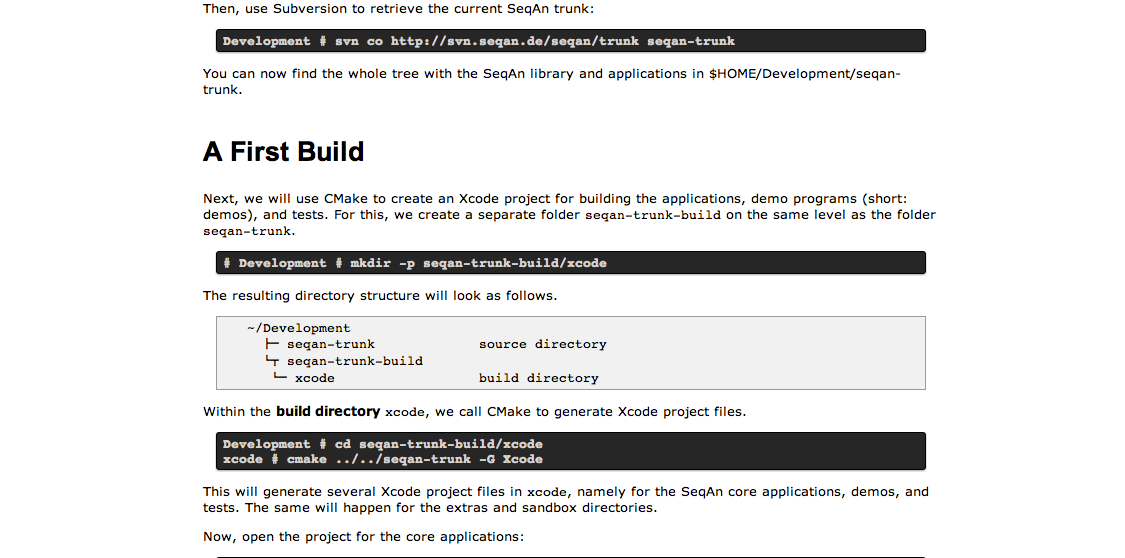 Then, use Subversion to retrieve the current SeqAn trunk:
Development # svn co http://svn.seqan.de/seqan/trunk seqan-trunk
You can now find the whole tree with the SeqAn library and applications in $HOME/Development/seqan-
trunk.
A First Build
Next, we will use CMake to create an Xcode project for building the applications, demo programs (short:
demos), and tests. For this, we create a separate folder seqan-trunk-build on the same level as the folder
seqan-trunk.
# Development # mkdir -p seqan-trunk-build/xcode
The resulting directory structure will look as follows.
~/Development
├─ seqan-trunk source directory
└┬ seqan-trunk-build
└─ xcode build directory
Within the build directory xcode, we call CMake to generate Xcode project files.
Development # cd seqan-trunk-build/xcode
xcode # cmake ../../seqan-trunk -G Xcode
This will generate several Xcode project files in xcode, namely for the SeqAn core applications, demos, and
tests. The same will happen for the extras and sandbox directories.
Now, open the project for the core applications: